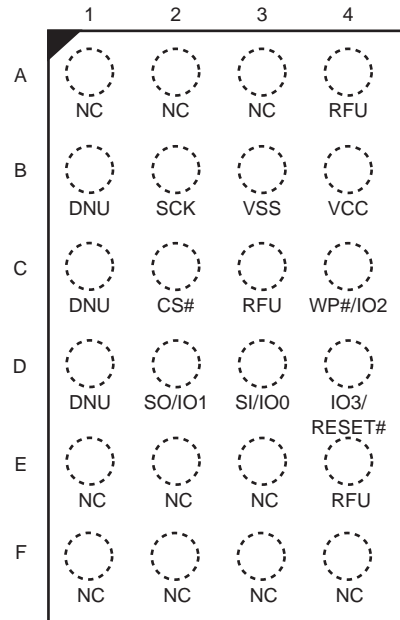 1 2 3 4
A
NC NC NC RFU
B
DNU SCK VSS VCC
C
DNU CS# RFU WP#/IO2
D
DNU SO/IO1 SI/IO0 IO3/
RESET#
E
NC NC NC RFU
F
NC NC NC NC